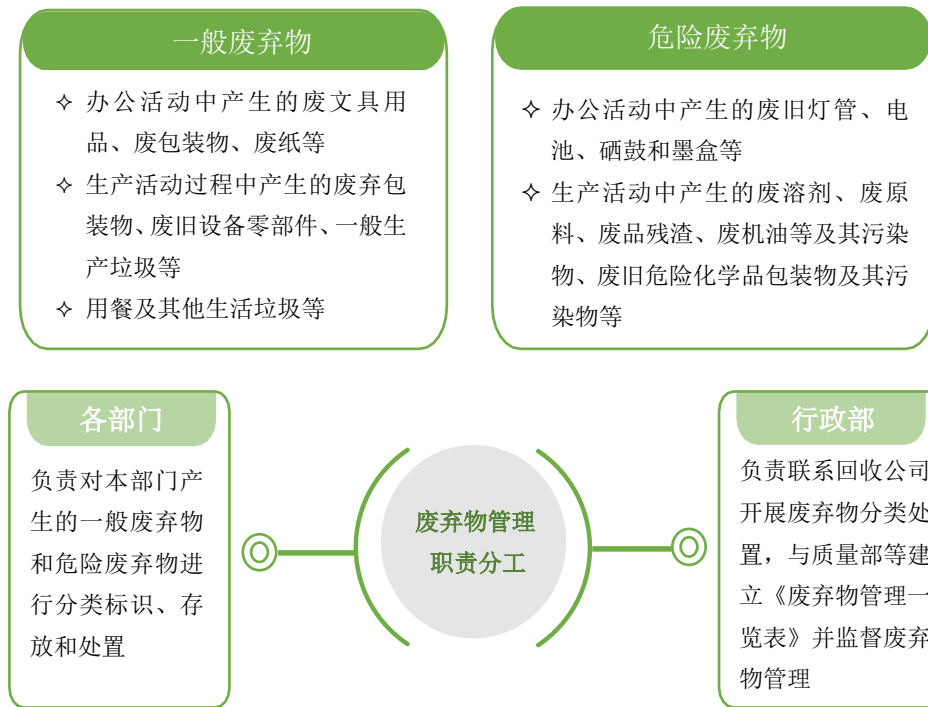 一般废弃物
✧ 办公活动中产生的废文具用
品、废包装物、废纸等
✧ 生产活动过程中产生的废弃包
装物、废旧设备零部件、一般生
产垃圾等
✧ 用餐及其他生活垃圾等
危险废弃物
✧ 办公活动中产生的废旧灯管、电
池、硒鼓和墨盒等
✧ 生产活动中产生的废溶剂、废原
料、废品残渣、废机油等及其污染
物、废旧危险化学品包装物及其污
染物等
各部门
负责对本部门产
生的一般废弃物
和危险废弃物进
行分类标识、存
放和处置
废弃物管理
职责分工
行政部
负责联系回收公司
开展废弃物分类处
置，与质量部等建
立《废弃物管理一
览表》并监督废弃
物管理